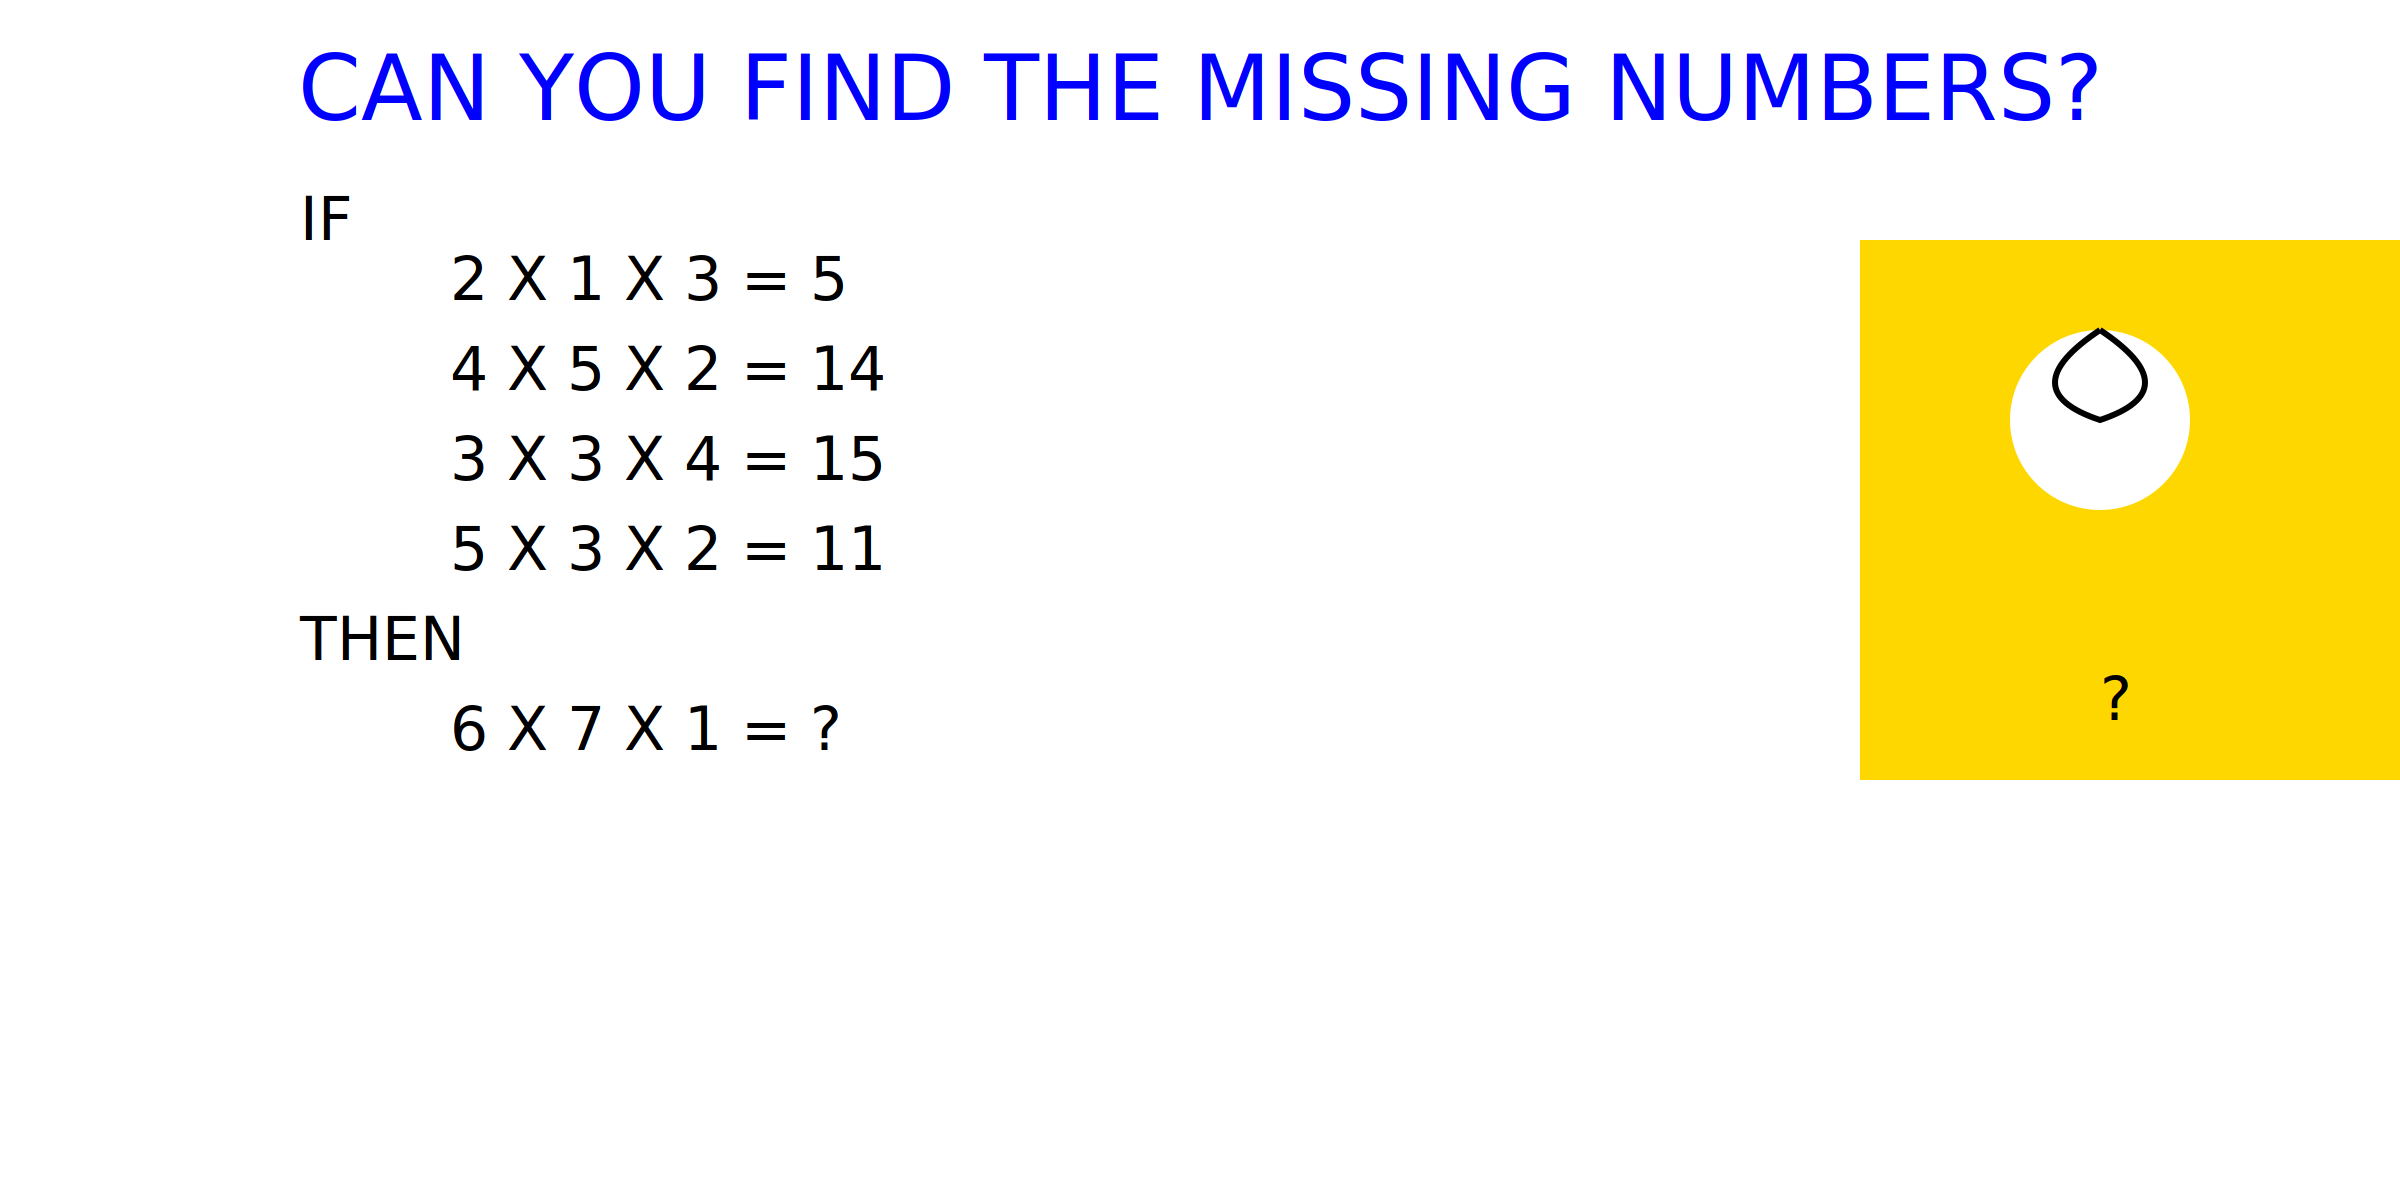 CAN YOU FIND THE MISSING NUMBERS?
IF
2 X 1 X 3 = 5
4 X 5 X 2 = 14
3 X 3 X 4 = 15
5 X 3 X 2 = 11
THEN
6 X 7 X 1 = ?
?